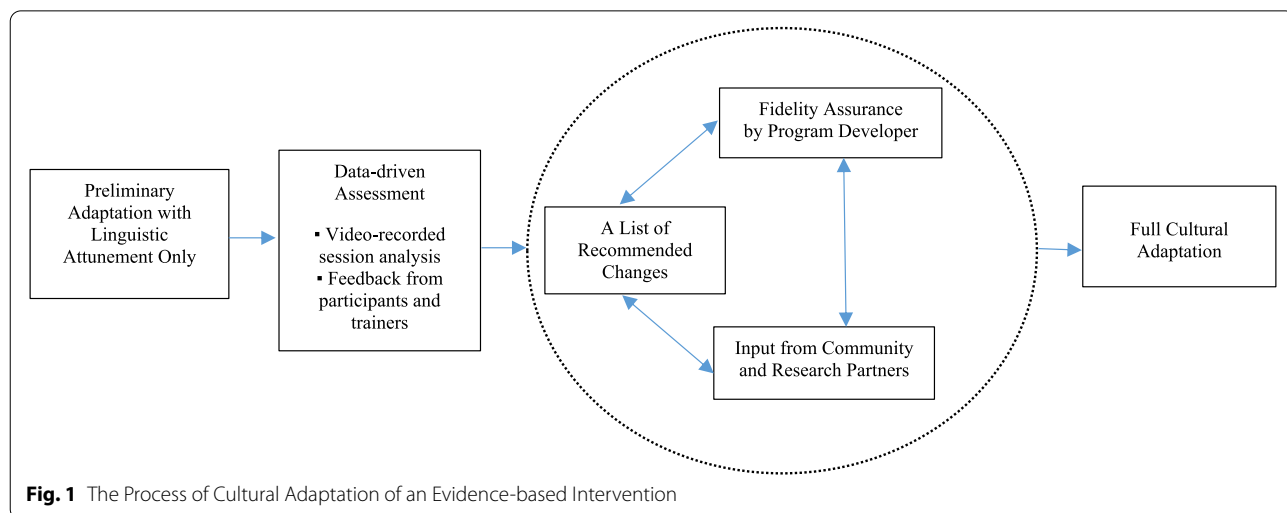 Preliminary
Adaptation with
Linguistic
Attunement Only
Data-driven
Assessment
▪ Video-recorded
session analysis
▪ Feedback from
participants and
trainers
Fidelity Assurance
by Program Developer
A List of
Recommended
Changes
Input from Community
and Research Partners
Full Cultural
Adaptation
Fig. 1 The Process of Cultural Adaptation of an Evidence-based Intervention